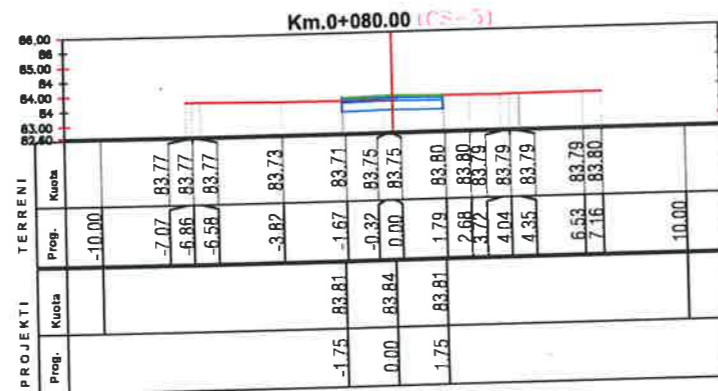 Km.0+080.00 (CS-5)
86.00
86
85.00
84
84.00
83
83.00
82.60
TERRENI
Kuota 83.77 83.77 83.77 83.73 83.71 83.75 83.75 83.80 83.80 83.79 83.79 83.79 83.79 83.80
Prog. -10.00 -7.07 -6.86 -6.58 -3.82 -1.67 -0.32 0.00 1.79 2.68 3.72 4.04 4.35 6.53 7.16 10.00
PROJEKTI
Kuota 83.81 83.84 83.81
Prog. -1.75 0.00 1.75